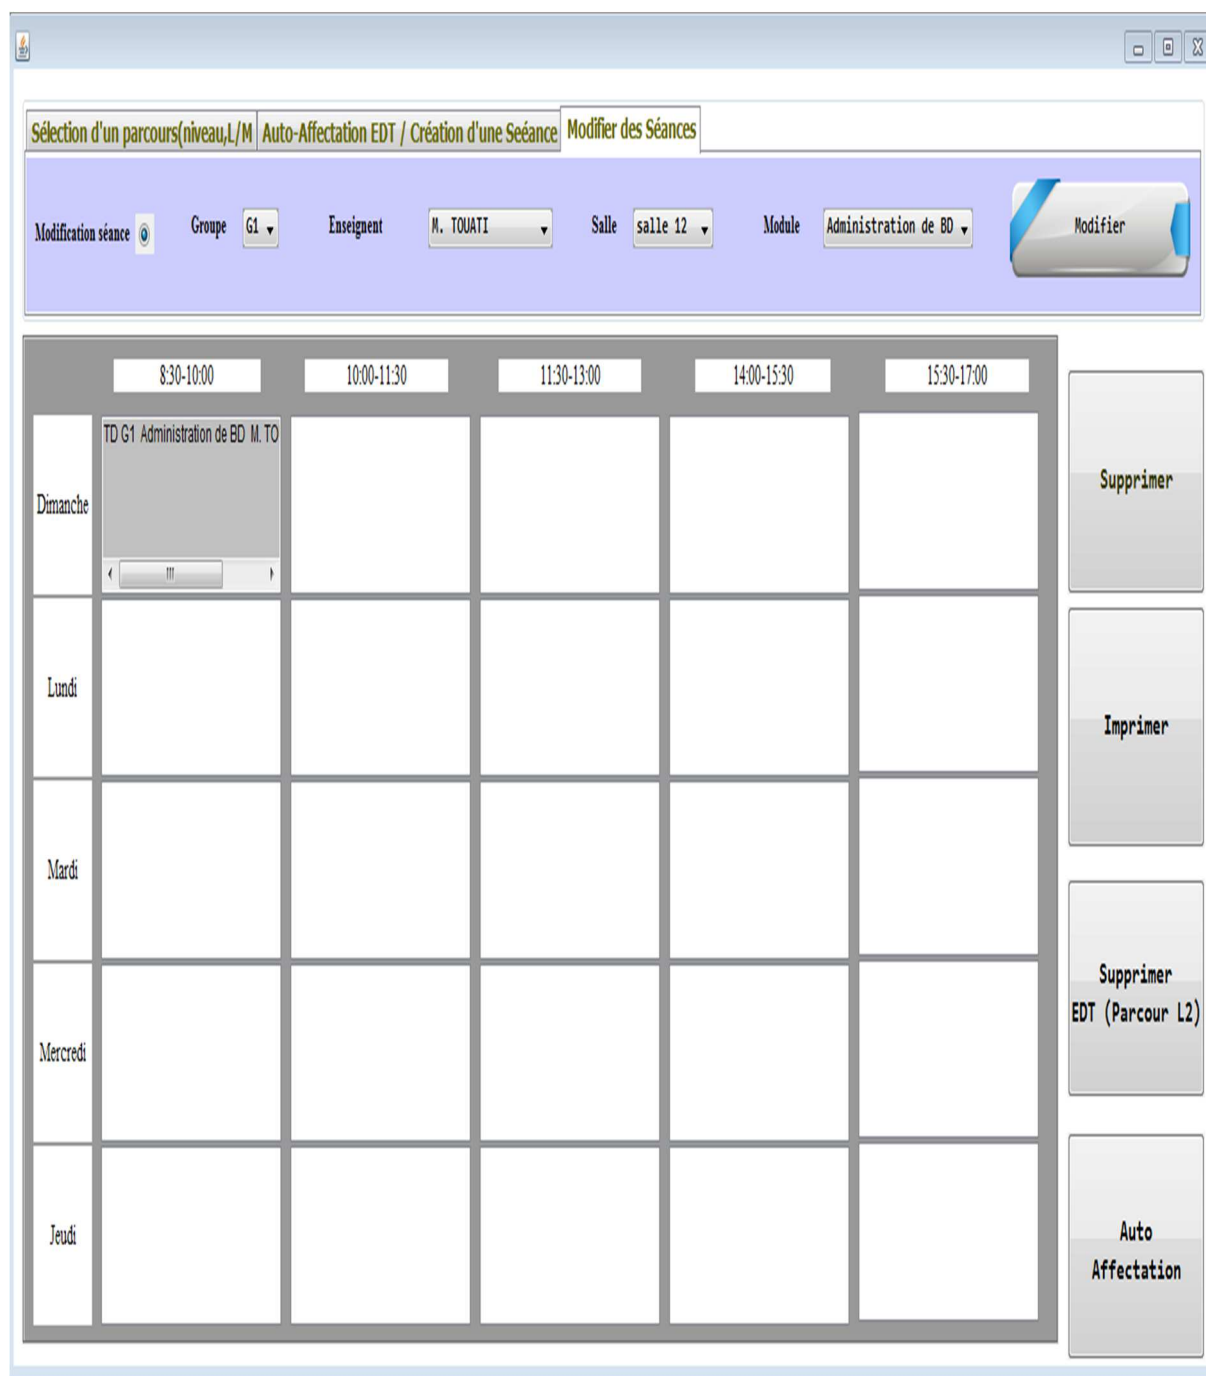 Sélection d'un parcours(niveau,L/M Auto-Affectation EDT / Création d'une Seéance Modifier des Séances
Modification séance Groupe G1 Enseignent M. TOUATI Salle salle 12 Module Administration de BD Modifier
8:30-10:00 10:00-11:30 11:30-13:00 14:00-15:30 15:30-17:00
TD G1 Administration de BD M. TO
Dimanche
Supprimer
Lundi
Imprimer
Mardi
Supprimer
EDT (Parcour L2)
Mercredi
Jeudi
Auto
Affectation